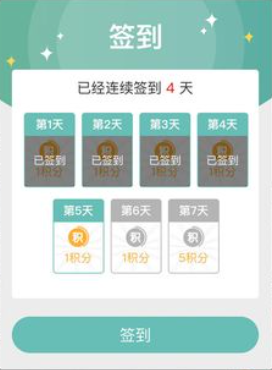 签到
已经连续签到 4 天
第1天 第2天 第3天 第4天
已签到 已签到 已签到 已签到
1积分 1积分 1积分 1积分
第5天 第6天 第7天
积 积 积
1积分 1积分 5积分
签到